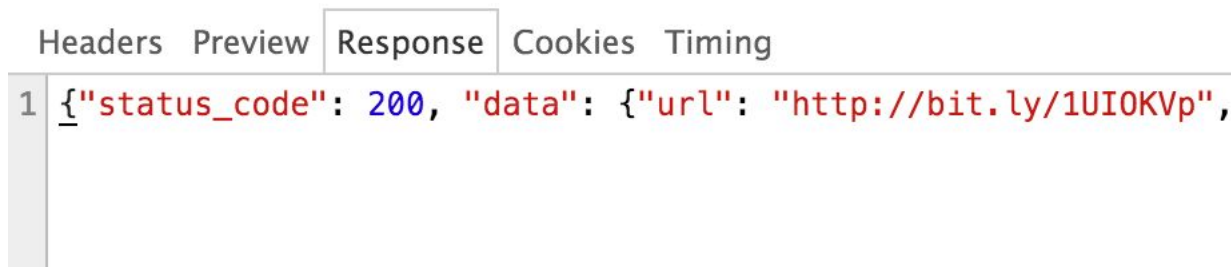 Headers Preview Response Cookies Timing
1 {"status_code": 200, "data": {"url": "http://bit.ly/1UIOKVp",